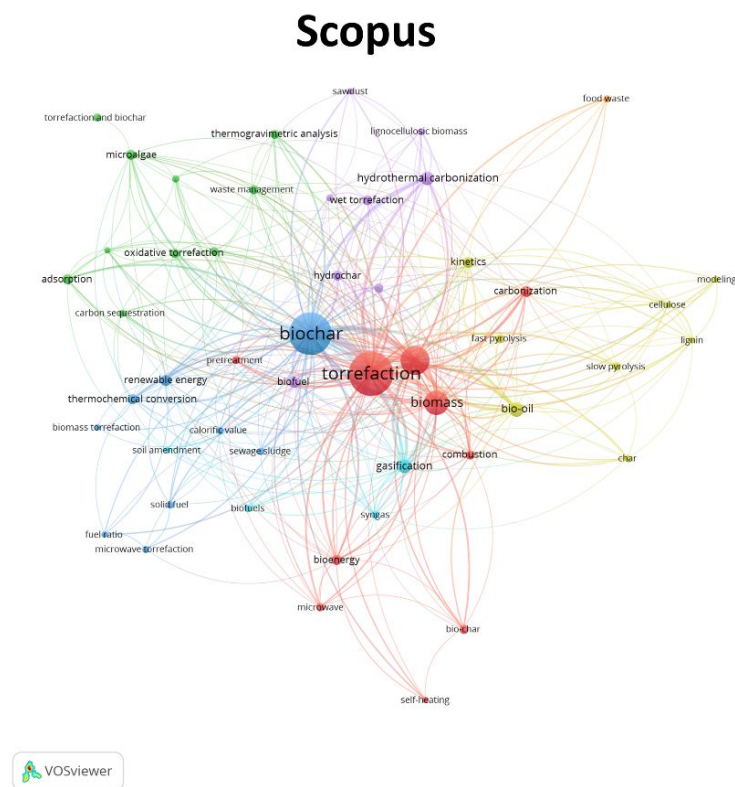 Scopus
sawdust
food waste
torrefaction and biochar
thermogravimetric analysis
lignocellulosic biomass
microalgae
hydrothermal carbonization
waste management
wet torrefaction
oxidative torrefaction
kinetics
adsorption
hydrochar
modeling
carbonization
cellulose
carbon sequestration
biochar
fast pyrolysis
lignin
pretreatment
slow pyrolysis
torrefaction
renewable energy
biofuel
thermochemical conversion
biomass
bio-oil
biomass torrefaction
calorific value
soil amendment
sewage sludge
combustion
char
gasification
solid fuel
biofuels
syngas
fuel ratio
microwave torrefaction
bioenergy
microwave
bio-char
self-heating
VOSviewer